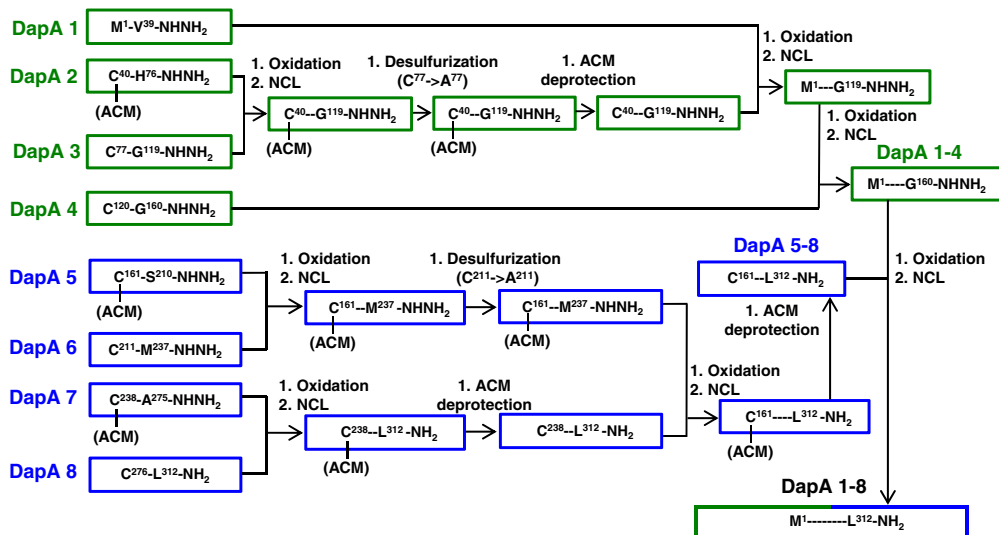 DapA 1
M¹-V³⁹-NHNH₂
1. Oxidation
2. NCL
DapA 2
C⁴⁰-H⁷⁶-NHNH₂
(ACM)
1. Oxidation
2. NCL
1. Desulfurization
(C⁷⁷->A⁷⁷)
1. ACM
deprotection
M¹---G¹¹⁹-NHNH₂
C⁴⁰--G¹¹⁹-NHNH₂
(ACM)
C⁴⁰--G¹¹⁹-NHNH₂
(ACM)
C⁴⁰--G¹¹⁹-NHNH₂
1. Oxidation
2. NCL
DapA 3
C⁷⁷-G¹¹⁹-NHNH₂
DapA 1-4
M¹----G¹⁶⁰-NHNH₂
DapA 4
C¹²⁰-G¹⁶⁰-NHNH₂
DapA 5
C¹⁶¹-S²¹⁰-NHNH₂
(ACM)
1. Oxidation
2. NCL
1. Desulfurization
(C²¹¹->A²¹¹)
DapA 5-8
C¹⁶¹--L³¹²-NH₂
1. Oxidation
2. NCL
C¹⁶¹--M²³⁷-NHNH₂
(ACM)
C¹⁶¹--M²³⁷-NHNH₂
(ACM)
1. ACM
deprotection
DapA 6
C²¹¹-M²³⁷-NHNH₂
DapA 7
C²³⁸-A²⁷⁵-NHNH₂
(ACM)
1. Oxidation
2. NCL
1. ACM
deprotection
1. Oxidation
2. NCL
C¹⁶¹----L³¹²-NH₂
(ACM)
C²³⁸--L³¹²-NH₂
(ACM)
C²³⁸--L³¹²-NH₂
DapA 8
C²⁷⁶-L³¹²-NH₂
DapA 1-8
M¹--------L³¹²-NH₂